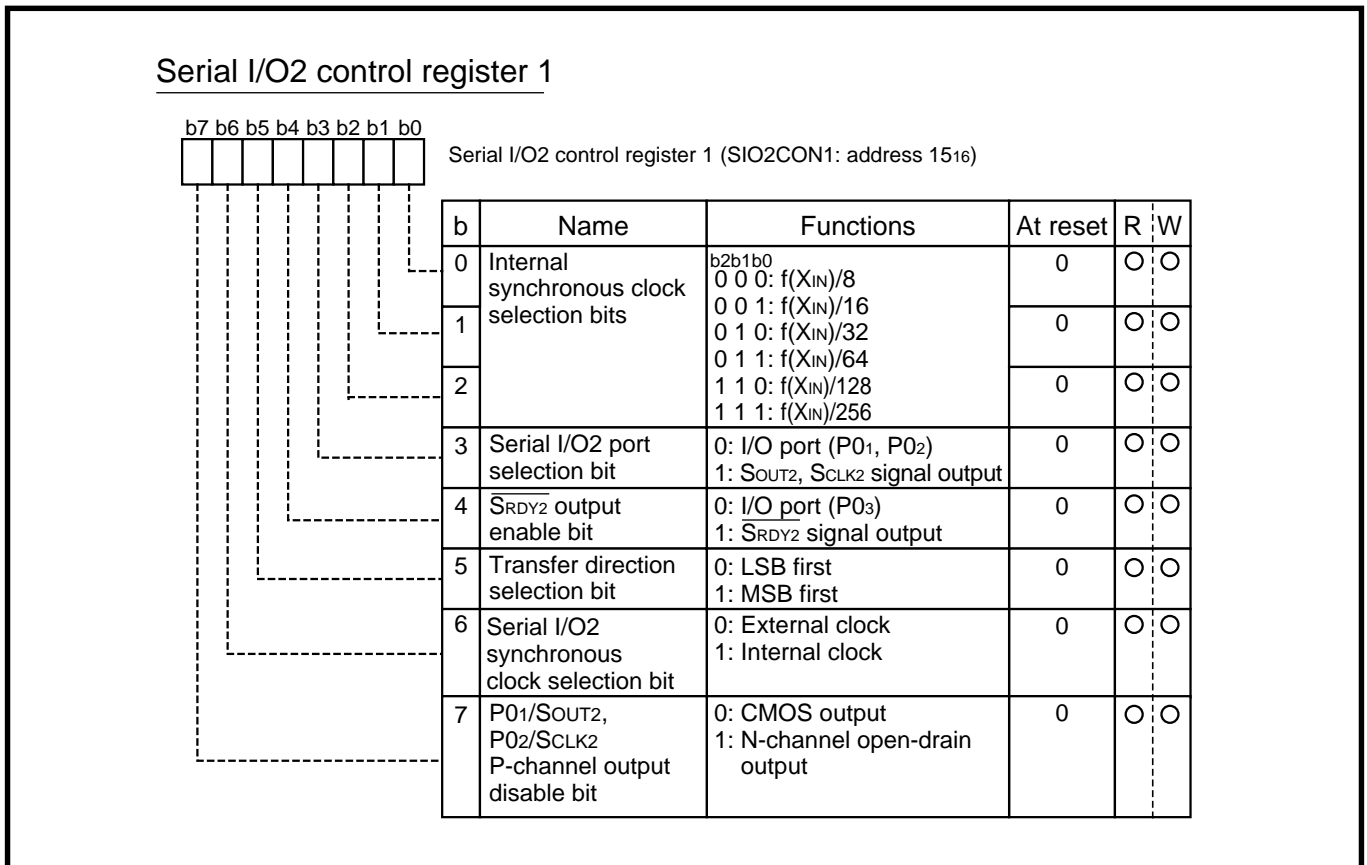 Serial I/O2 control register 1
b7 b6 b5 b4 b3 b2 b1 b0
Serial I/O2 control register 1 (SIO2CON1: address 1516)
b Name Functions At reset R W
0 Internal synchronous clock selection bits
b2b1b0
0 0 0: f(XIN)/8
0 0 1: f(XIN)/16
0 1 0: f(XIN)/32
0 1 1: f(XIN)/64
1 1 0: f(XIN)/128
1 1 1: f(XIN)/256
0 O O
1 0 O O
2 0 O O
3 Serial I/O2 port
selection bit
0: I/O port (P01, P02)
1: SOUT2, SCLK2 signal output
0 O O
4 SRDY2 output
enable bit
0: I/O port (P03)
1: SRDY2 signal output
0 O O
5 Transfer direction
selection bit
0: LSB first
1: MSB first
0 O O
6 Serial I/O2
synchronous
clock selection bit
0: External clock
1: Internal clock
0 O O
7 P01/SOUT2,
P02/SCLK2
P-channel output
disable bit
0: CMOS output
1: N-channel open-drain
output
0 O O